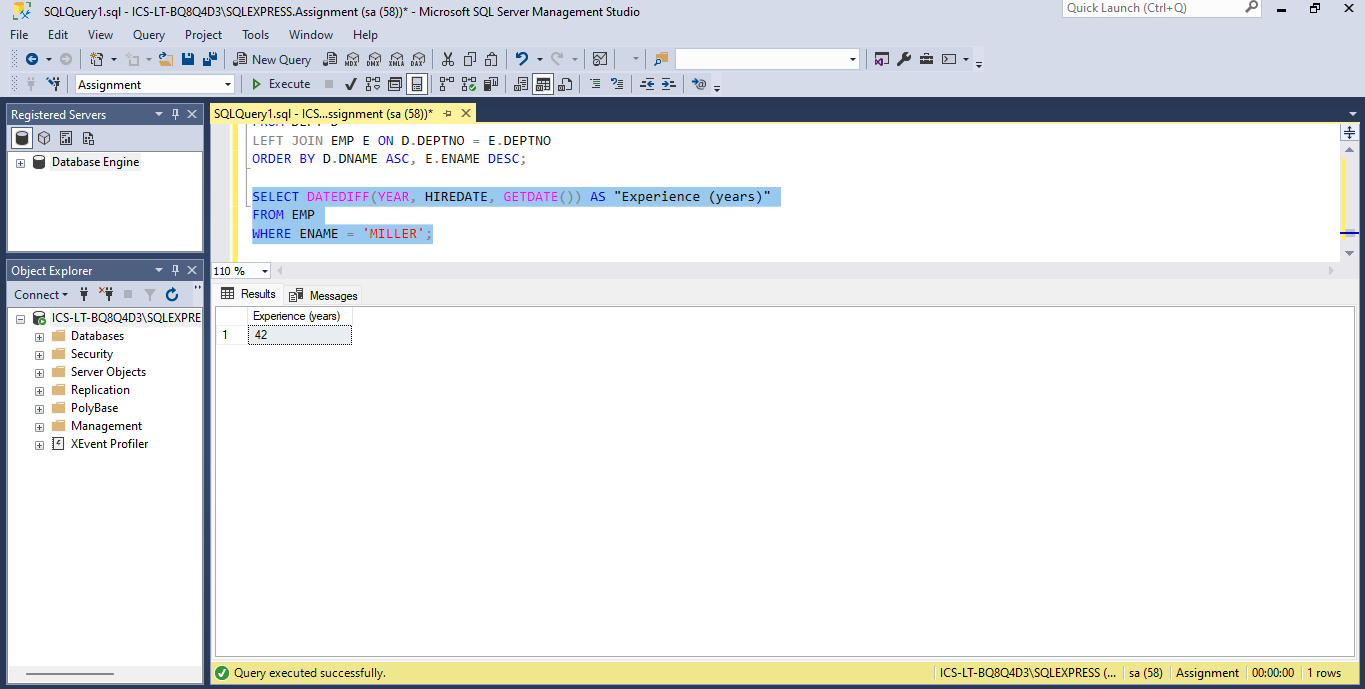 SQLQuery1.sql - ICS-LT-BQ8Q4D3\SQLEXPRESS.Assignment (sa (58))* - Microsoft SQL Server Management Studio
Quick Launch (Ctrl+Q)
File Edit View Query Project Tools Window Help
New Query MDX DMX XMLA DAX
Assignment Execute
Registered Servers
Database Engine
Object Explorer
Connect
ICS-LT-BQ8Q4D3\SQLEXPRE
Databases
Security
Server Objects
Replication
PolyBase
Management
XEvent Profiler
SQLQuery1.sql - ICS...ssignment (sa (58))*
LEFT JOIN EMP E ON D.DEPTNO = E.DEPTNO
ORDER BY D.DNAME ASC, E.ENAME DESC;
SELECT DATEDIFF(YEAR, HIREDATE, GETDATE()) AS "Experience (years)"
FROM EMP
WHERE ENAME = 'MILLER';
110 %
Results Messages
Experience (years)
1 42
Query executed successfully.
ICS-LT-BQ8Q4D3\SQLEXPRESS (... sa (58) Assignment 00:00:00 1 rows